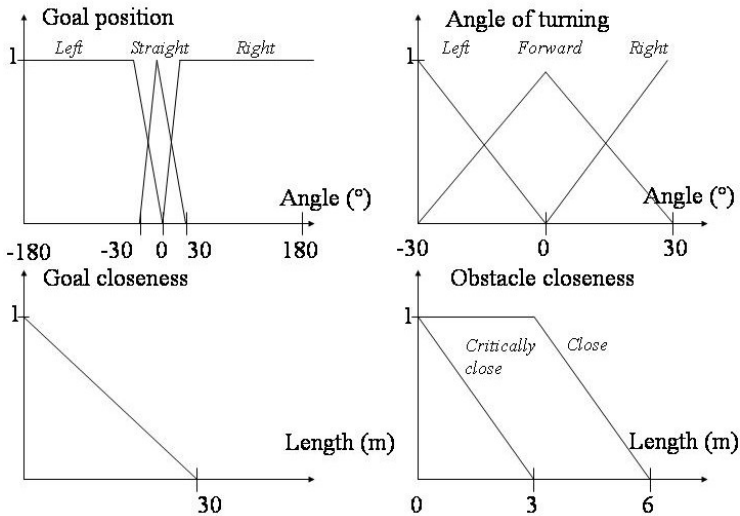 Goal position
Left Straight Right
1
Angle (°)
-180 -30 0 30 180
Angle of turning
Left Forward Right
1
Angle (°)
-30 0 30
Goal closeness
1
Length (m)
30
Obstacle closeness
1
Critically
close
Close
Length (m)
0 3 6